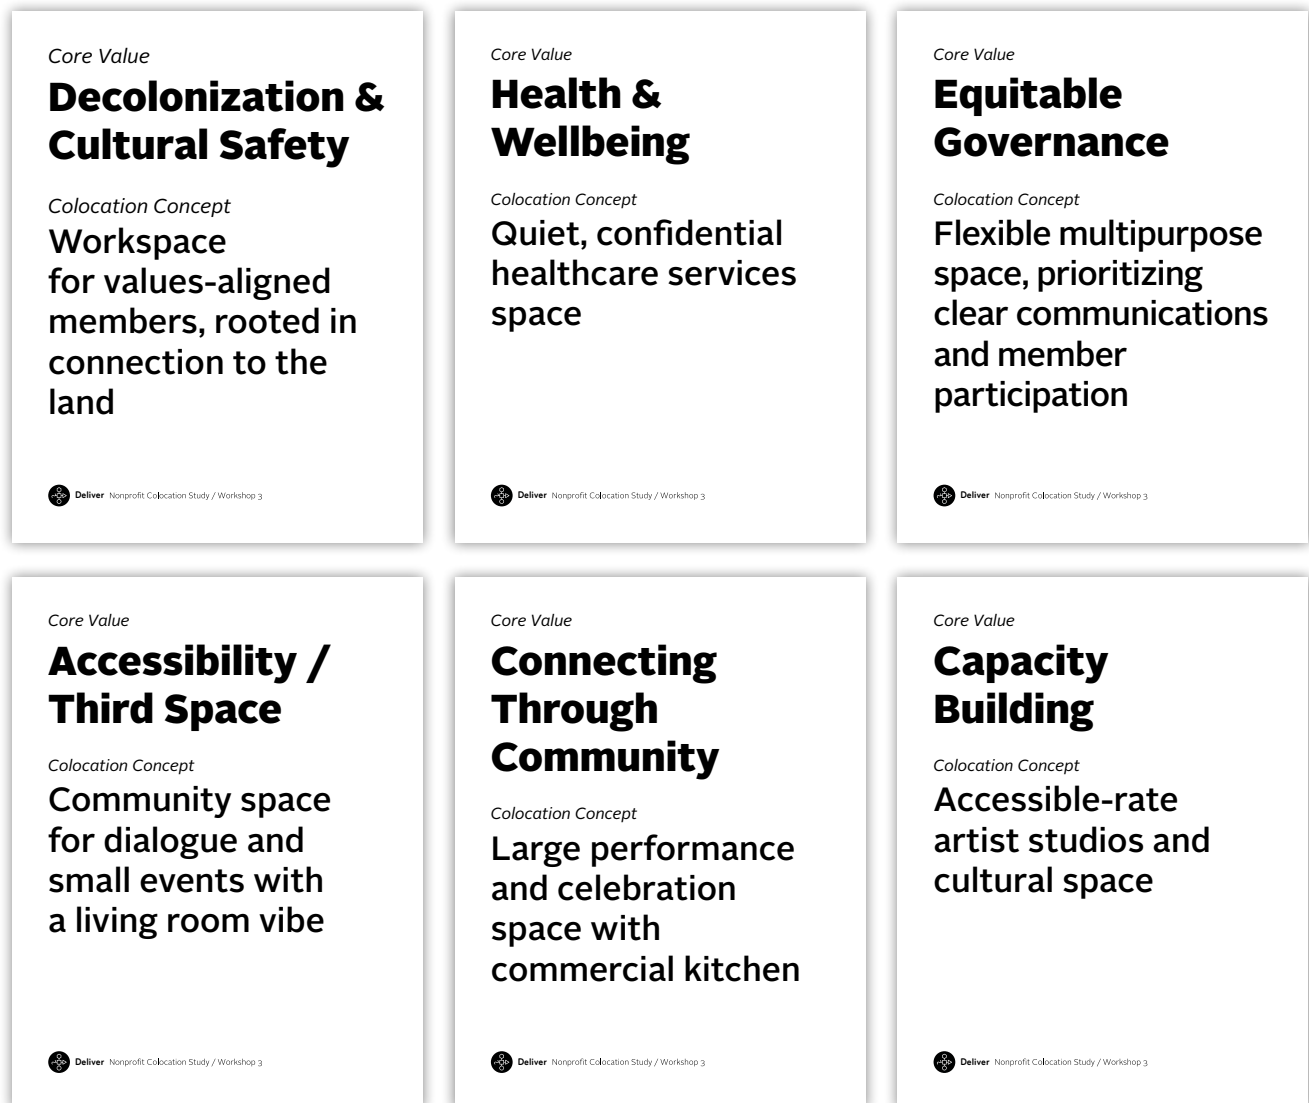 Core Value
Decolonization &
Cultural Safety
Colocation Concept
Workspace
for values-aligned
members, rooted in
connection to the
land
Deliver Nonprofit Colocation Study / Workshop 3
Core Value
Health &
Wellbeing
Colocation Concept
Quiet, confidential
healthcare services
space
Deliver Nonprofit Colocation Study / Workshop 3
Core Value
Equitable
Governance
Colocation Concept
Flexible multipurpose
space, prioritizing
clear communications
and member
participation
Deliver Nonprofit Colocation Study / Workshop 3
Core Value
Accessibility /
Third Space
Colocation Concept
Community space
for dialogue and
small events with
a living room vibe
Deliver Nonprofit Colocation Study / Workshop 3
Core Value
Connecting
Through
Community
Colocation Concept
Large performance
and celebration
space with
commercial kitchen
Deliver Nonprofit Colocation Study / Workshop 3
Core Value
Capacity
Building
Colocation Concept
Accessible-rate
artist studios and
cultural space
Deliver Nonprofit Colocation Study / Workshop 3